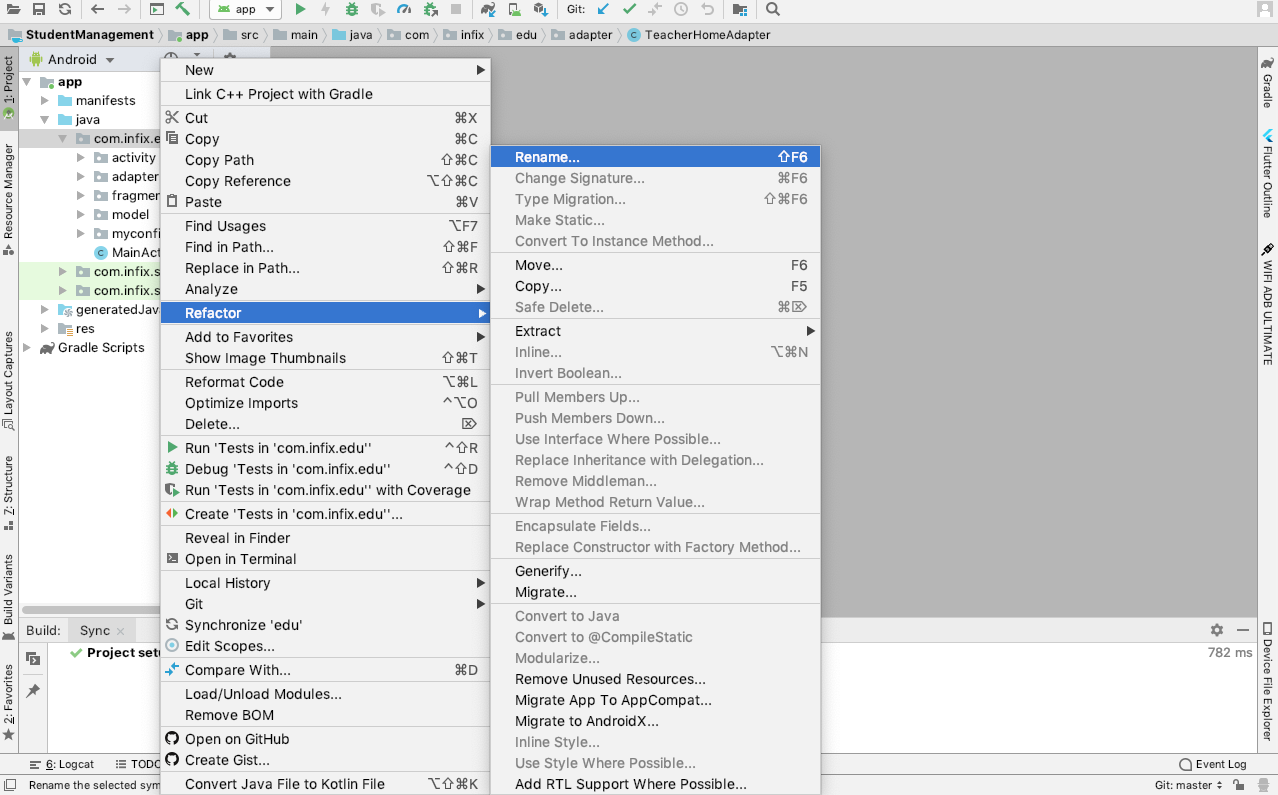 app
Git:
StudentManagement
app
src
main
java
com
infix
edu
adapter
C
TeacherHomeAdapter
Android
1: Project
Resource Manager
Layout Captures
Z: Structure
Build Variants
2: Favorites
app
manifests
java
com.infix.e
activity
adapter
fragmen
model
myconfi
C
MainAct
com.infix.s
com.infix.s
generatedJava
res
Gradle Scripts
New
Link C++ Project with Gradle
Cut ⌘X
Copy ⌘C
Copy Path ⇧⌘C
Copy Reference ⌥⇧⌘C
Paste ⌘V
Find Usages ⌥F7
Find in Path... ⇧⌘F
Replace in Path... ⇧⌘R
Analyze
Refactor
Add to Favorites
Show Image Thumbnails ⇧⌘T
Reformat Code ⌥⌘L
Optimize Imports ^⌥O
Delete... ⌦
Run 'Tests in 'com.infix.edu'' ^⇧R
Debug 'Tests in 'com.infix.edu'' ^⇧D
Run 'Tests in 'com.infix.edu'' with Coverage
Create 'Tests in 'com.infix.edu''...
Reveal in Finder
Open in Terminal
Local History
Git
Synchronize 'edu'
Edit Scopes...
Compare With... ⌘D
Load/Unload Modules...
Remove BOM
Open on GitHub
Create Gist...
Convert Java File to Kotlin File ⌥⇧⌘K
Rename... ⇧F6
Change Signature... ⌘F6
Type Migration... ⇧⌘F6
Make Static...
Convert To Instance Method...
Move... F6
Copy... F5
Safe Delete... ⌘⌦
Extract
Inline... ⌥⌘N
Invert Boolean...
Pull Members Up...
Push Members Down...
Use Interface Where Possible...
Replace Inheritance with Delegation...
Remove Middleman...
Wrap Method Return Value...
Encapsulate Fields...
Replace Constructor with Factory Method...
Generify...
Migrate...
Convert to Java
Convert to @CompileStatic
Modularize...
Remove Unused Resources...
Migrate App To AppCompat...
Migrate to AndroidX...
Inline Style...
Use Style Where Possible...
Add RTL Support Where Possible...
Gradle
Flutter Outline
WIFI ADB ULTIMATE
Device File Explorer
Build:
Sync
Project setu
782 ms
6: Logcat
TODO
Event Log
Rename the selected sym
Git: master